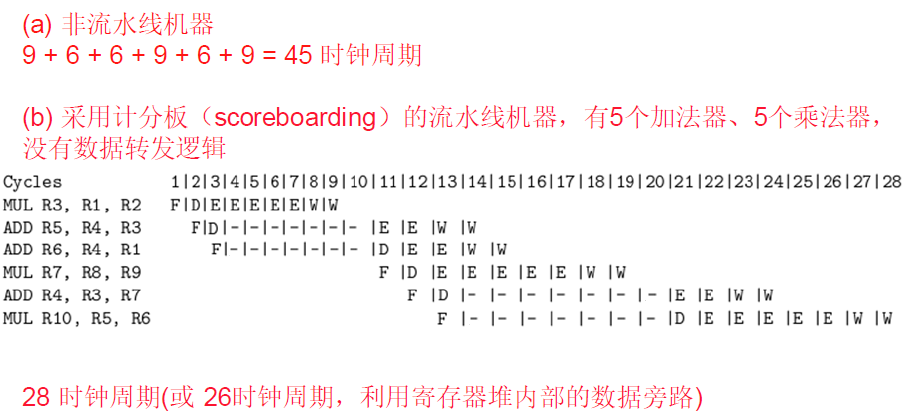 (a) 非流水线机器
9 + 6 + 6 + 9 + 6 + 9 = 45 时钟周期
(b) 采用计分板（scoreboarding）的流水线机器，有5个加法器、5个乘法器，
没有数据转发逻辑
Cycles 1|2|3|4|5|6|7|8|9|10|11|12|13|14|15|16|17|18|19|20|21|22|23|24|25|26|27|28
MUL R3, R1, R2 F|D|E|E|E|E|E|W|W
ADD R5, R4, R3 F|D|-|-|-|-|-|-|- |E |E |W |W
ADD R6, R4, R1 F|-|-|-|-|-|-|- |D |E |E |W |W
MUL R7, R8, R9 F |D |E |E |E |E |E |W |W
ADD R4, R3, R7 F |D |- |- |- |- |- |- |- |E |E |W |W
MUL R10, R5, R6 F |- |- |- |- |- |- |- |D |E |E |E |E |E |W |W
28 时钟周期(或 26时钟周期，利用寄存器堆内部的数据旁路)